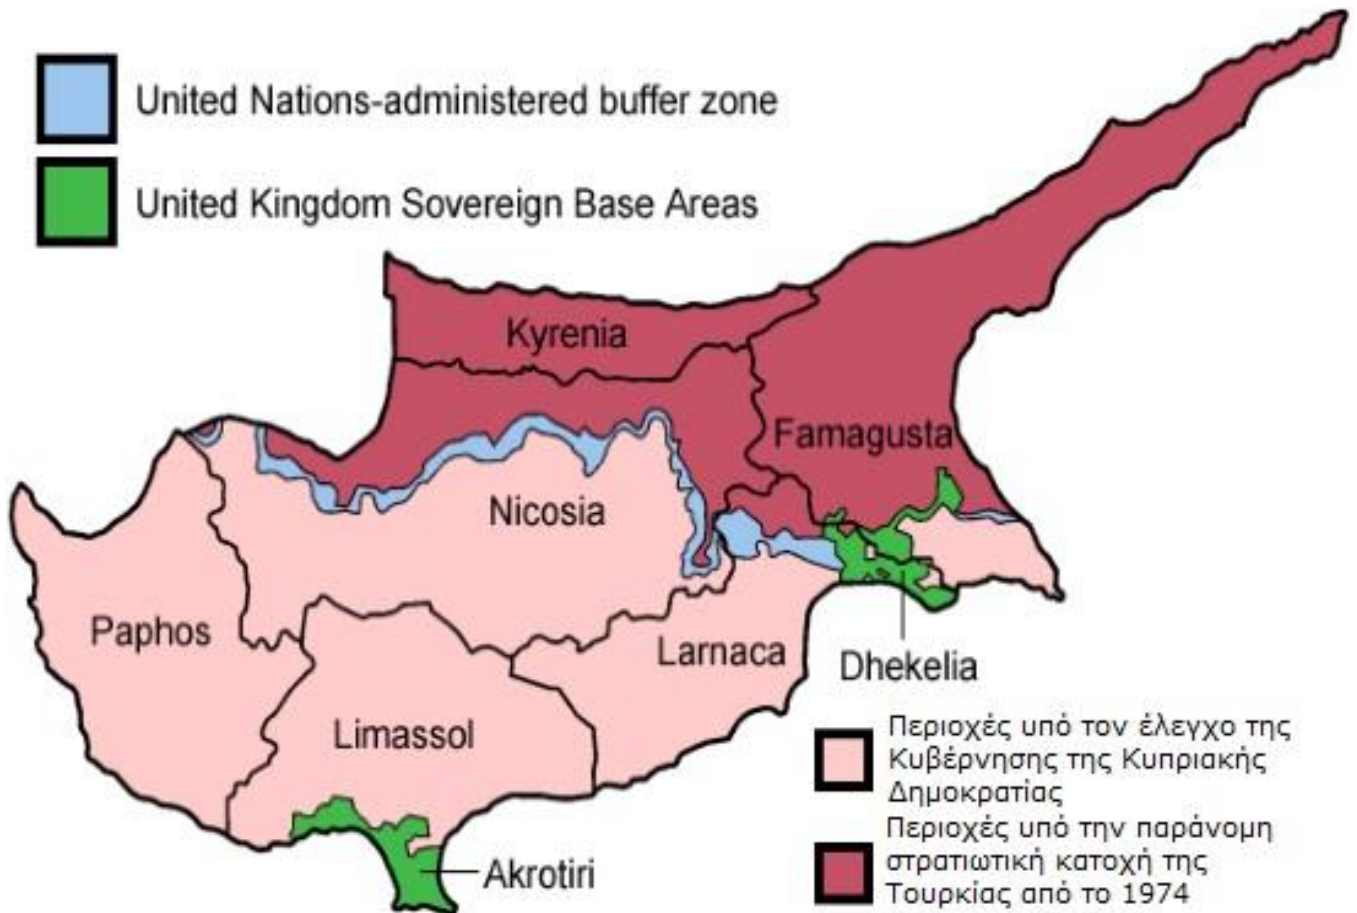 United Nations-administered buffer zone
United Kingdom Sovereign Base Areas
Kyrenia
Famagusta
Nicosia
Paphos
Larnaca
Dhekelia
Limassol
Akrotiri
Περιοχές υπό τον έλεγχο της
Κυβέρνησης της Κυπριακής
Δημοκρατίας
Περιοχές υπό την παράνομη
στρατιωτική κατοχή της
Τουρκίας από το 1974